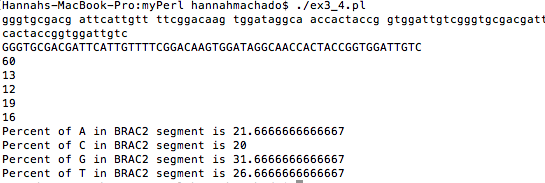 Hannahs-MacBook-Pro:myPerl hannahmachado$ ./ex3_4.pl
gggtgcgacg attcattgtt ttcggacaag tggataggca accactaccg gtggattgtcgggtgcgacgatt
cactaccggtggattgtc
GGGTGCGACGATTCATTGTTTTCGGACAAGTGGATAGGCAACCACTACCGGTGGATTGTC
60
13
12
19
16
Percent of A in BRAC2 segment is 21.6666666666667
Percent of C in BRAC2 segment is 20
Percent of G in BRAC2 segment is 31.6666666666667
Percent of T in BRAC2 segment is 26.6666666666667